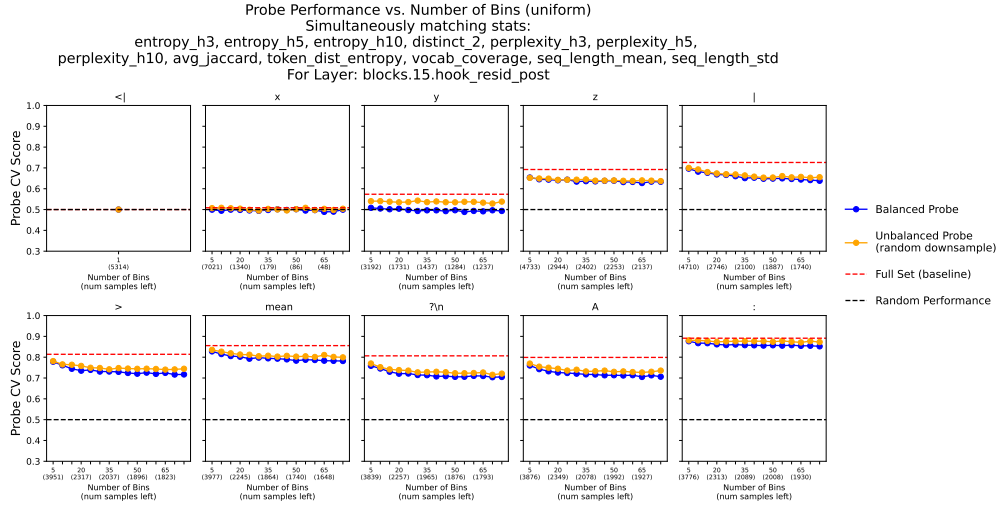 Probe Performance vs. Number of Bins (uniform)
Simultaneously matching stats:
entropy_h3, entropy_h5, entropy_h10, distinct_2, perplexity_h3, perplexity_h5,
perplexity_h10, avg_jaccard, token_dist_entropy, vocab_coverage, seq_length_mean, seq_length_std
For Layer: blocks.15.hook_resid_post
<| x y z |
Probe CV Score
1.0
0.9
0.8
0.7
0.6
0.5
0.4
0.3
1
(5314)
Number of Bins
(num samples left)
5 20 35 50 65
(7021) (1340) (179) (86) (48)
Number of Bins
(num samples left)
5 20 35 50 65
(3192) (1731) (1437) (1284) (1237)
Number of Bins
(num samples left)
5 20 35 50 65
(4733) (2944) (2402) (2253) (2137)
Number of Bins
(num samples left)
5 20 35 50 65
(4710) (2746) (2100) (1887) (1740)
Number of Bins
(num samples left)
Balanced Probe
Unbalanced Probe
(random downsample)
Full Set (baseline)
Random Performance
> mean ?\n A :
Probe CV Score
1.0
0.9
0.8
0.7
0.6
0.5
0.4
0.3
5 20 35 50 65
(3951) (2317) (2037) (1896) (1823)
Number of Bins
(num samples left)
5 20 35 50 65
(3977) (2245) (1864) (1740) (1648)
Number of Bins
(num samples left)
5 20 35 50 65
(3839) (2257) (1965) (1876) (1793)
Number of Bins
(num samples left)
5 20 35 50 65
(3876) (2349) (2078) (1992) (1927)
Number of Bins
(num samples left)
5 20 35 50 65
(3776) (2313) (2089) (2008) (1930)
Number of Bins
(num samples left)